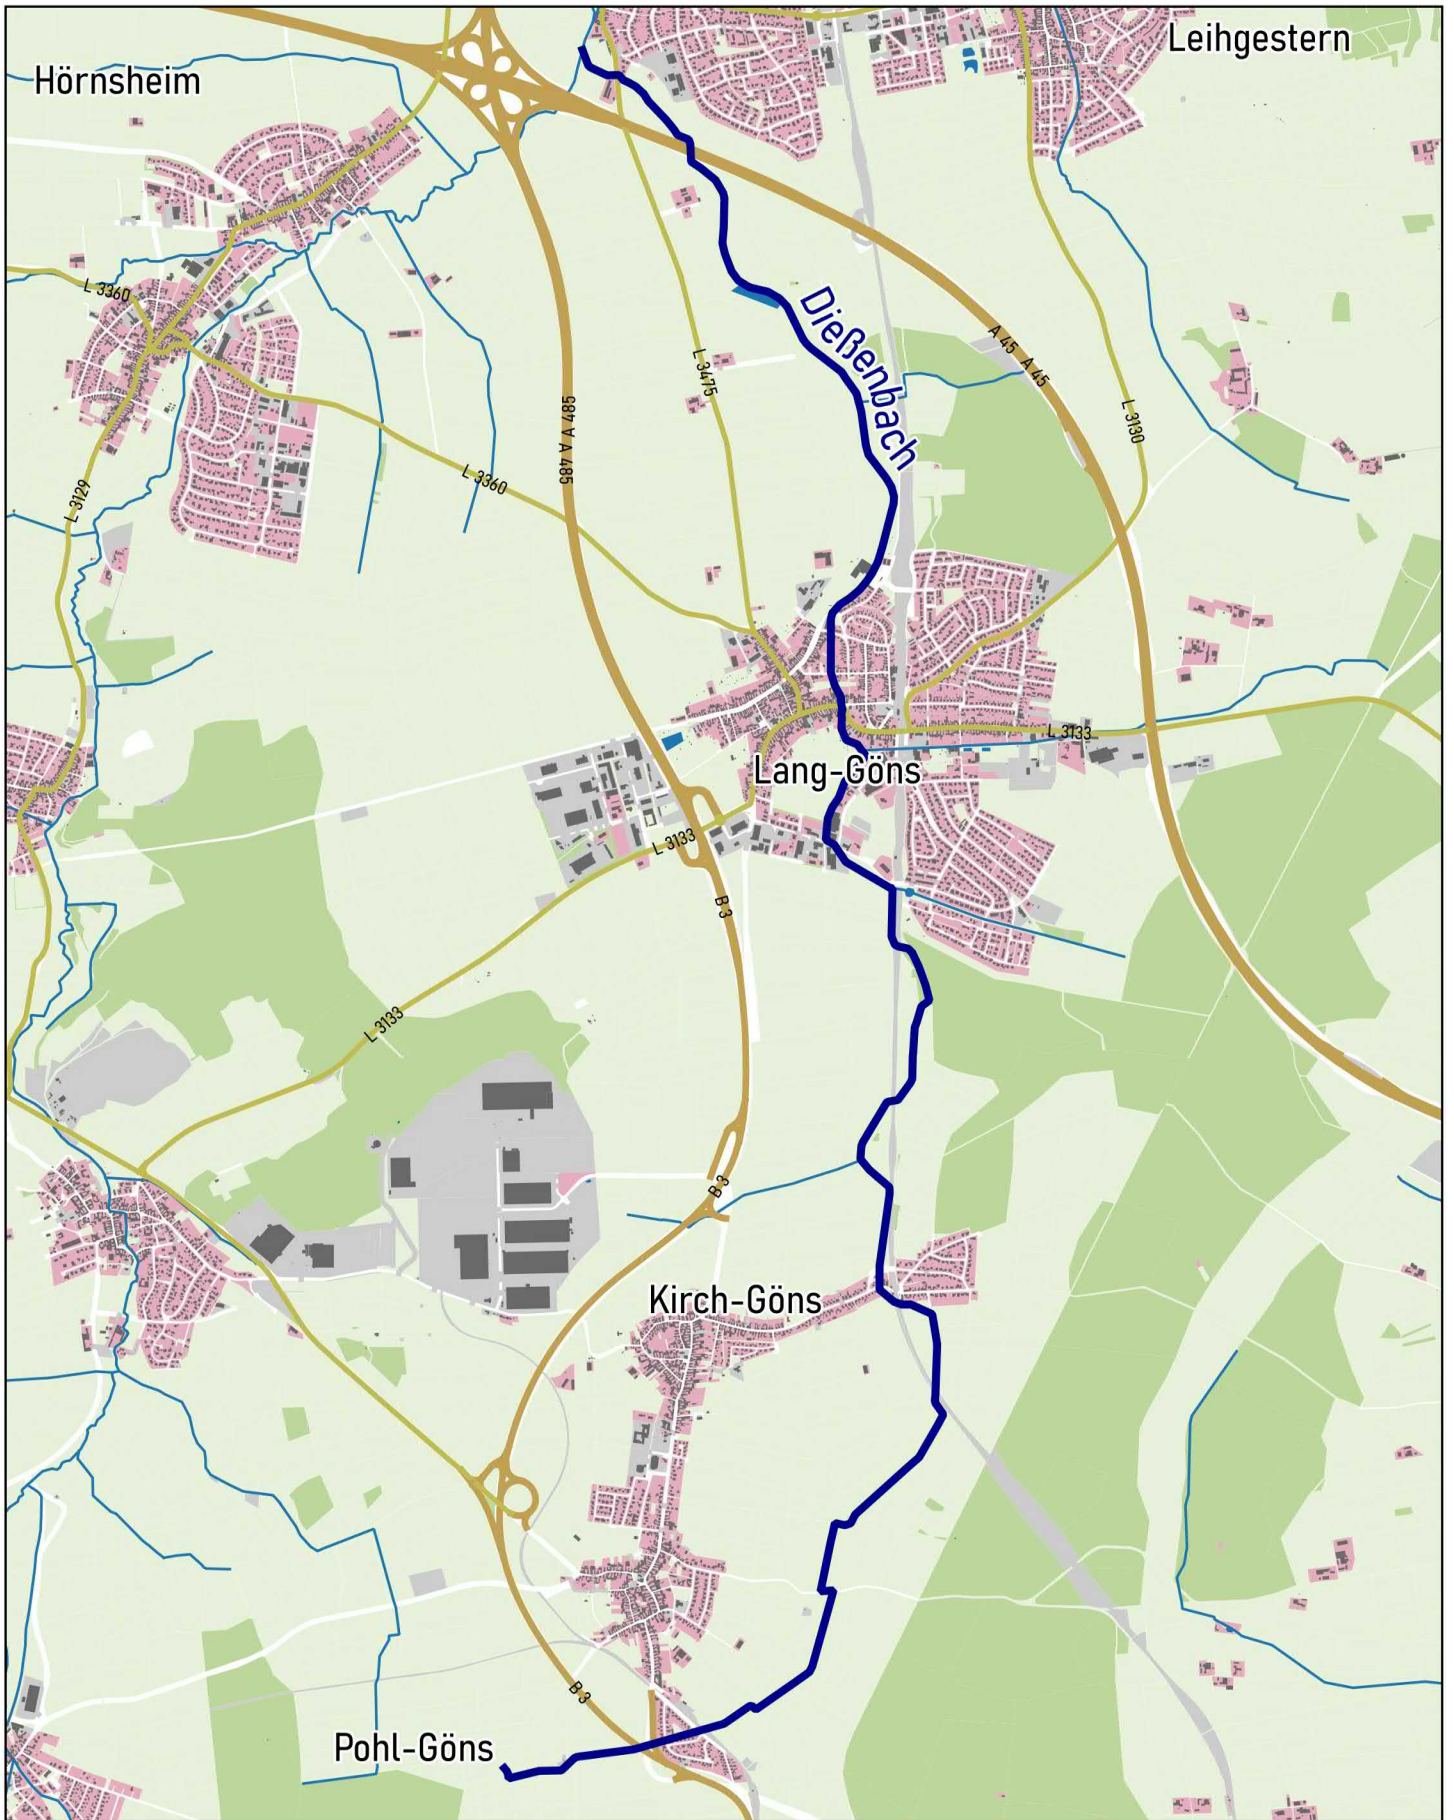 Leihgestern
Hörnsheim
L 3360
Dießenbach
A 45 A 45
L 3475
L 3130
A 485
A 485
L 3360
L 3129
L 3133
Lang-Göns
L 3133
B 3
L 3133
B 3
Kirch-Göns
B 3
Pohl-Göns